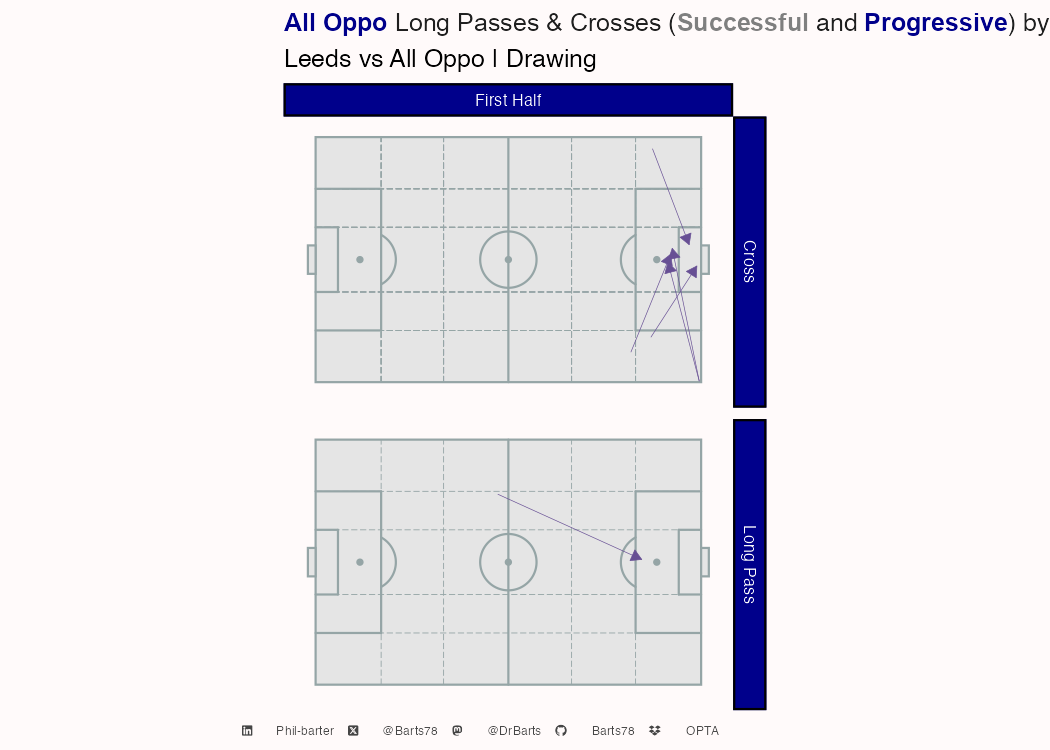 All Oppo Long Passes & Crosses (Successful and Progressive) by
Leeds vs All Oppo | Drawing
First Half
Cross
Long Pass
Phil-barter @Barts78 @DrBarts Barts78 OPTA